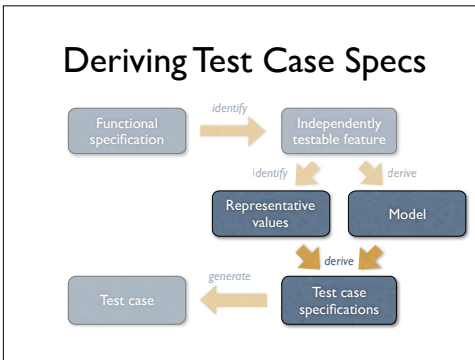 Deriving Test Case Specs
Functional
specification
identify
Independently
testable feature
identify
derive
Representative
values
Model
derive
Test case
generate
Test case
specifications